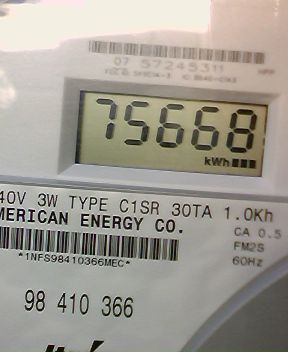 07 57245311
75668
kWh
40V 3W TYPE C1SR 30TA 1.0Kh
MERICAN ENERGY CO.
CA 0.5
FM2S
60Hz
*1NFS98410366MEC*
98 410 366